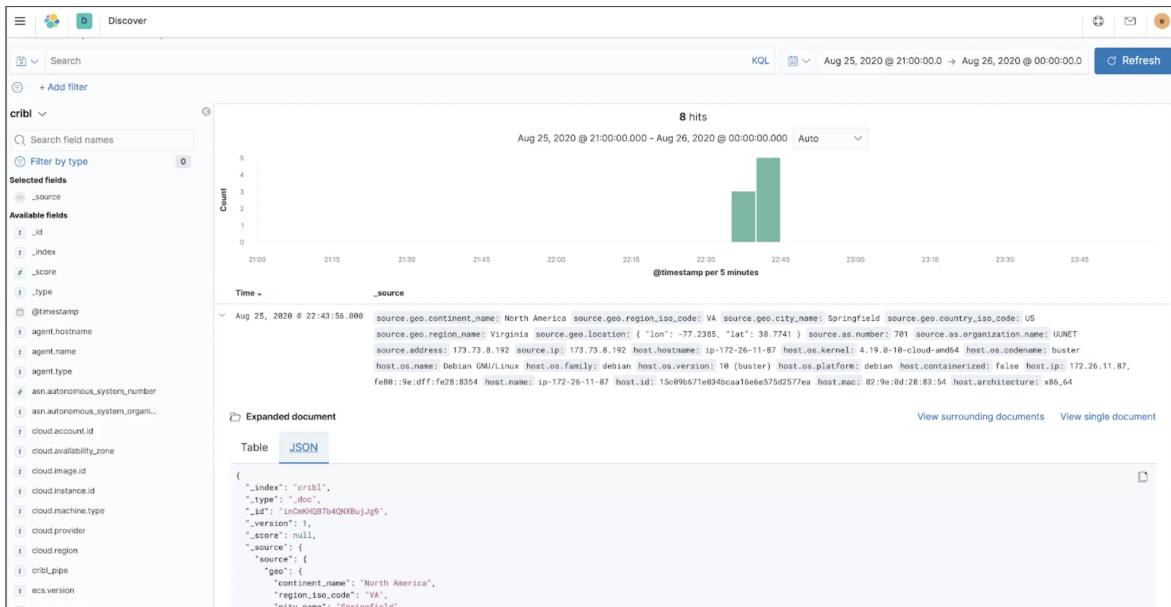 D Discover e
Search KQL Aug 25, 2020 @ 21:00:00.0 → Aug 26, 2020 @ 00:00:00.0 Refresh
+ Add filter
cribl
Search field names
Filter by type 0
Selected fields
_source
Available fields
t _id
t _index
# _score
t _type
@timestamp
t agent.hostname
t agent.name
t agent.type
# asn.autonomous_system_number
t asn.autonomous_system_organi...
t cloud.account.id
t cloud.availability_zone
t cloud.image.id
t cloud.instance.id
t cloud.machine.type
t cloud.provider
t cloud.region
t cribl_pipe
t ecs.version
8 hits
Aug 25, 2020 @ 21:00:00.000 - Aug 26, 2020 @ 00:00:00.000 Auto
Count
5
4
3
2
1
0
21:00 21:15 21:30 21:45 22:00 22:15 22:30 22:45 23:00 23:15 23:30 23:45
@timestamp per 5 minutes
Time _source
Aug 25, 2020 @ 22:43:56.000 source.geo.continent_name: North America source.geo.region_iso_code: VA source.geo.city_name: Springfield source.geo.country_iso_code: US
source.geo.region_name: Virginia source.geo.location: { "lon": -77.2385, "lat": 38.7741 } source.as.number: 701 source.as.organization.name: UUNET
source.address: 173.73.8.192 source.ip: 173.73.8.192 host.hostname: ip-172-26-11-87 host.os.kernel: 4.19.0-10-cloud-amd64 host.os.codename: buster
host.os.name: Debian GNU/Linux host.os.family: debian host.os.version: 10 (buster) host.os.platform: debian host.containerized: false host.ip: 172.26.11.87,
fe80::9e:dff:fe28:8354 host.name: ip-172-26-11-87 host.id: 15c09b671e034bcaa16e6e575d2577ea host.mac: 02:9e:0d:28:83:54 host.architecture: x86_64
Expanded document View surrounding documents View single document
Table JSON
{
"_index": "cribl",
"_type": "_doc",
"_id": "inCmKHQB7b4QNXBujJg9",
"_version": 1,
"_score": null,
"_source": {
"source": {
"geo": {
"continent_name": "North America",
"region_iso_code": "VA",
"city_name": "Springfield",